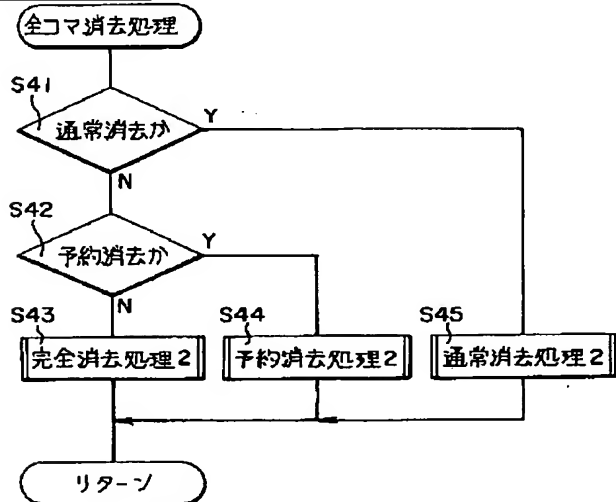 全コマ消去処理
S41
通常消去か
Y
N
S42
予約消去か
Y
N
S43
完全消去処理2
S44
予約消去処理2
S45
通常消去処理2
リターン